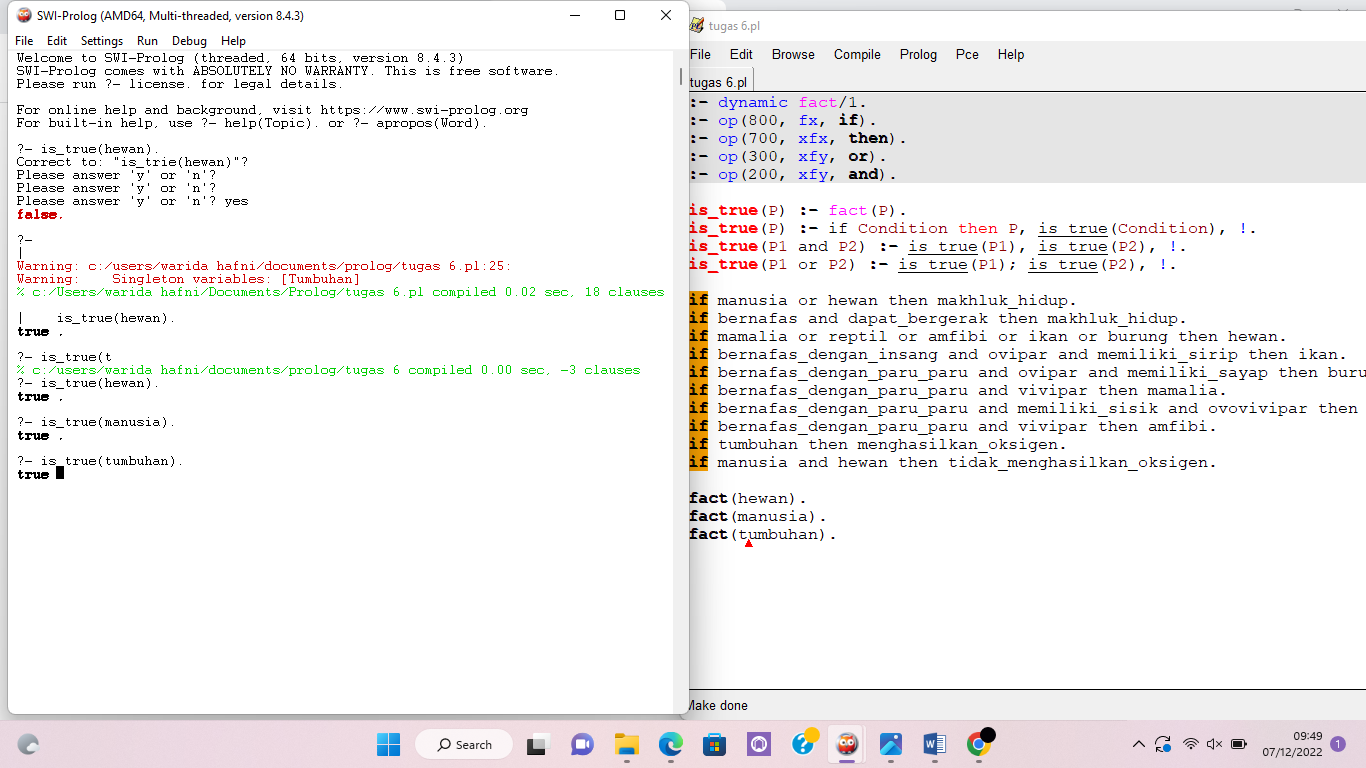 SWI-Prolog (AMD64, Multi-threaded, version 8.4.3)
File Edit Settings Run Debug Help
Welcome to SWI-Prolog (threaded, 64 bits, version 8.4.3)
SWI-Prolog comes with ABSOLUTELY NO WARRANTY. This is free software.
Please run ?- license. for legal details.
For online help and background, visit https://www.swi-prolog.org
For built-in help, use ?- help(Topic). or ?- apropos(Word).
?- is_true(hewan).
Correct to: "is_trie(hewan)"?
Please answer 'y' or 'n'?
Please answer 'y' or 'n'?
Please answer 'y' or 'n'? yes
false.
?-
|
Warning: c:/users/warida hafni/documents/prolog/tugas 6.pl:25:
Warning:    Singleton variables: [Tumbuhan]
% c:/Users/warida hafni/Documents/Prolog/tugas 6.pl compiled 0.02 sec, 18 clauses
|    is_true(hewan).
true .
?- is_true(t
% c:/users/warida hafni/documents/prolog/tugas 6 compiled 0.00 sec, -3 clauses
?- is_true(hewan).
true .
?- is_true(manusia).
true .
?- is_true(tumbuhan).
true
tugas 6.pl
File Edit Browse Compile Prolog Pce Help
tugas 6.pl
:- dynamic fact/1.
:- op(800, fx, if).
:- op(700, xfx, then).
:- op(300, xfy, or).
:- op(200, xfy, and).
is_true(P) :- fact(P).
is_true(P) :- if Condition then P, is_true(Condition), !.
is_true(P1 and P2) :- is_true(P1), is_true(P2), !.
is_true(P1 or P2) :- is_true(P1); is_true(P2), !.
if manusia or hewan then makhluk_hidup.
if bernafas and dapat_bergerak then makhluk_hidup.
if mamalia or reptil or amfibi or ikan or burung then hewan.
if bernafas_dengan_insang and ovipar and memiliki_sirip then ikan.
if bernafas_dengan_paru_paru and ovipar and memiliki_sayap then buru
if bernafas_dengan_paru_paru and vivipar then mamalia.
if bernafas_dengan_paru_paru and memiliki_sisik and ovovivipar then
if bernafas_dengan_paru_paru and vivipar then amfibi.
if tumbuhan then menghasilkan_oksigen.
if manusia and hewan then tidak_menghasilkan_oksigen.
fact(hewan).
fact(manusia).
fact(tumbuhan).
Make done
Search
09:49
07/12/2022
1